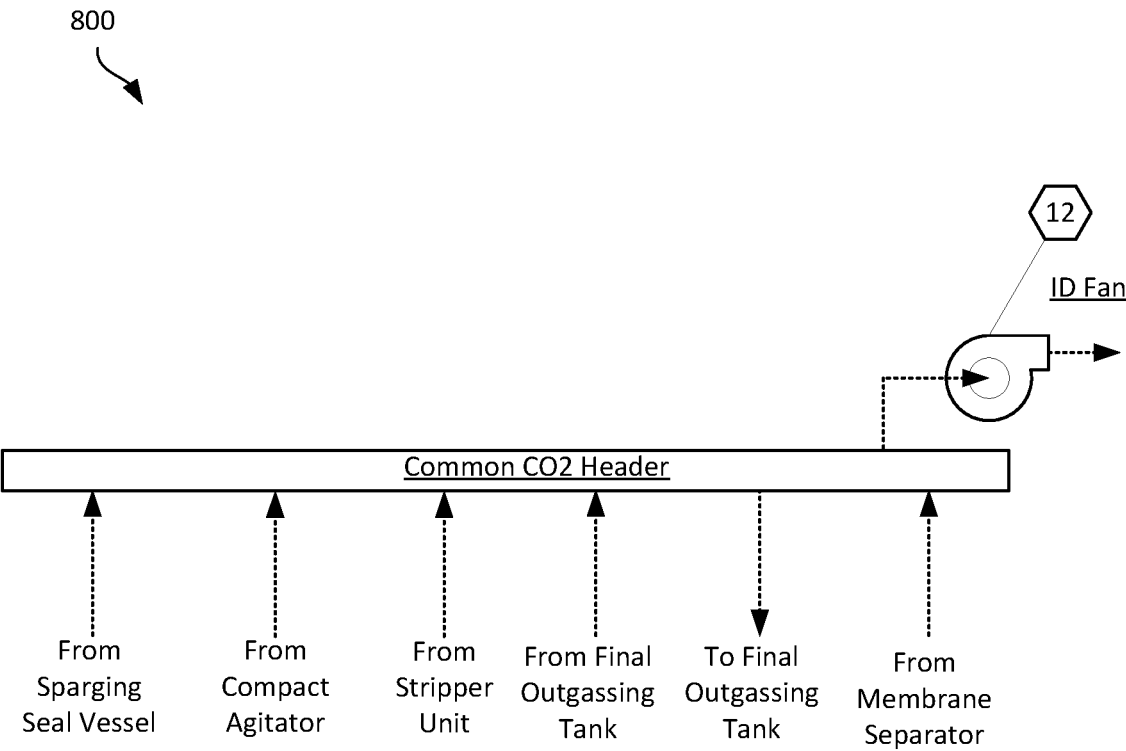 800
12
ID Fan
Common CO2 Header
From
Sparging
Seal Vessel
From
Compact
Agitator
From
Stripper
Unit
From Final
Outgassing
Tank
To Final
Outgassing
Tank
From
Membrane
Separator